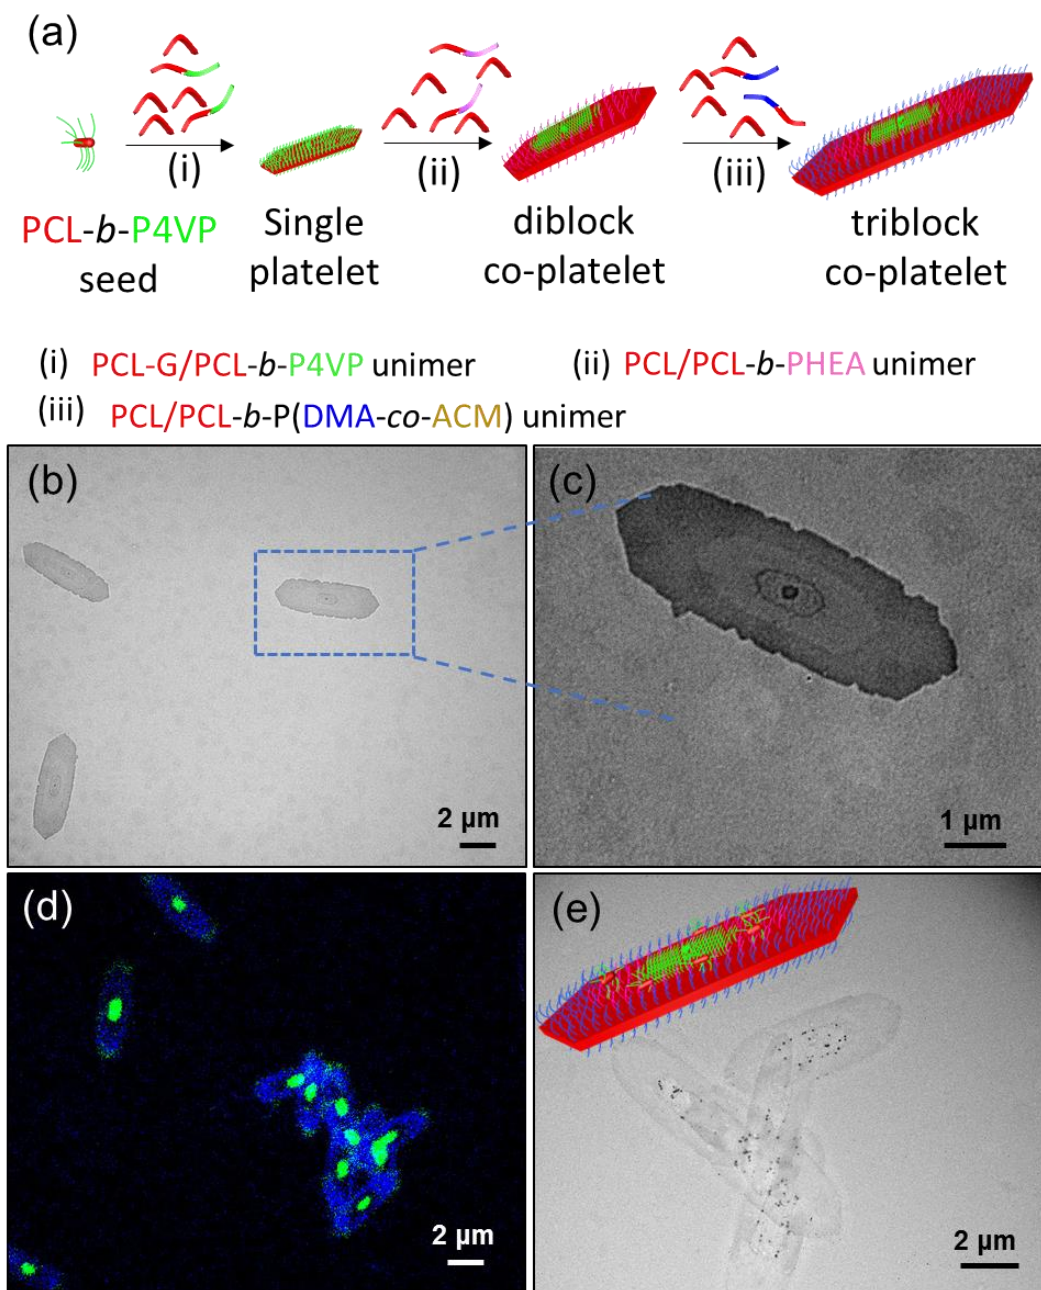 (a)
(i)
(ii)
(iii)
PCL-b-P4VP
seed
Single
platelet
diblock
co-platelet
triblock
co-platelet
(i) PCL-G/PCL-b-P4VP unimer
(ii) PCL/PCL-b-PHEA unimer
(iii) PCL/PCL-b-P(DMA-co-ACM) unimer
(b)
2 µm
(c)
1 µm
(d)
2 µm
(e)
2 µm